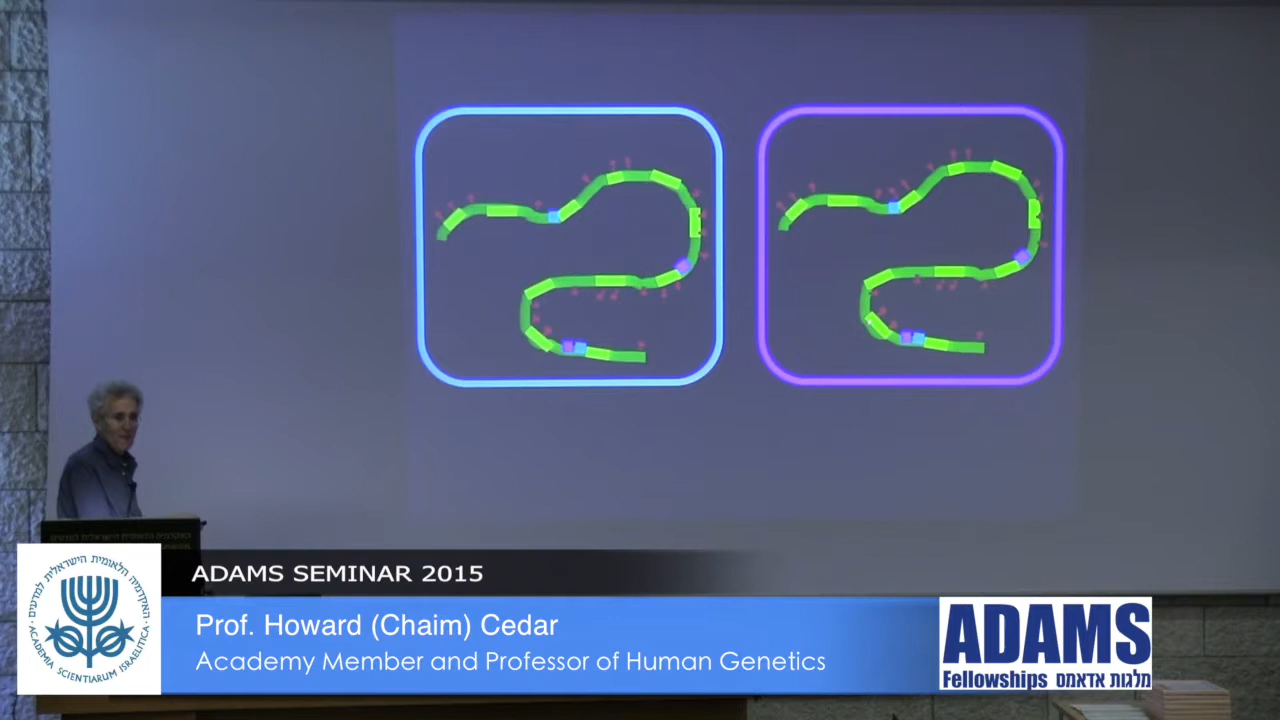 ADAMS SEMINAR 2015
Prof. Howard (Chaim) Cedar
Academy Member and Professor of Human Genetics
האקדמיה הלאומית הישראלית למדעים
ACADEMIA SCIENTIARUM ISRAELITICA
ADAMS
Fellowships מלגות אדאמס